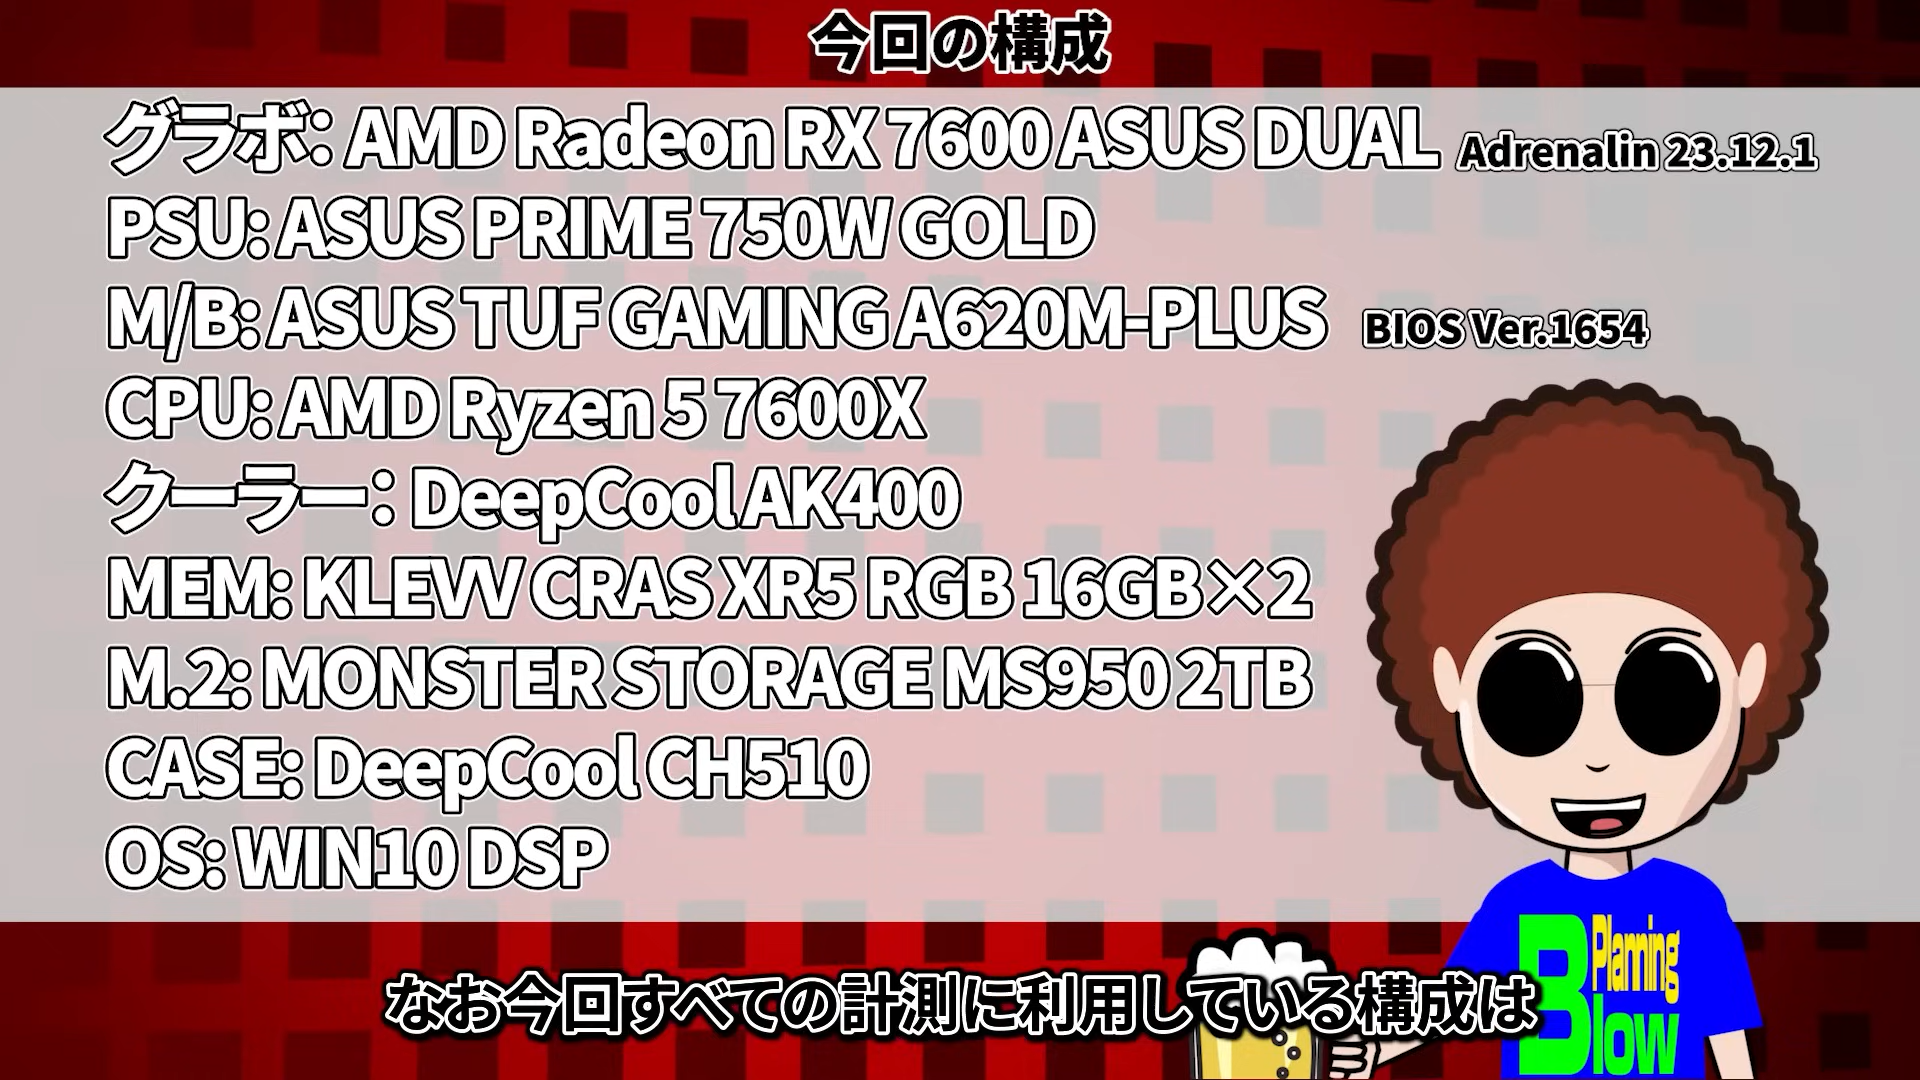 今回の構成
グラボ：AMD Radeon RX 7600 ASUS DUAL Adrenalin 23.12.1
PSU: ASUS PRIME 750W GOLD
M/B: ASUS TUF GAMING A620M-PLUS BIOS Ver.1654
CPU: AMD Ryzen 5 7600X
クーラー：DeepCool AK400
MEM: KLEVV CRAS XR5 RGB 16GB×2
M.2: MONSTER STORAGE MS950 2TB
CASE: DeepCool CH510
OS: WIN10 DSP
Planning
Blow
なお今回すべての計測に利用している構成は